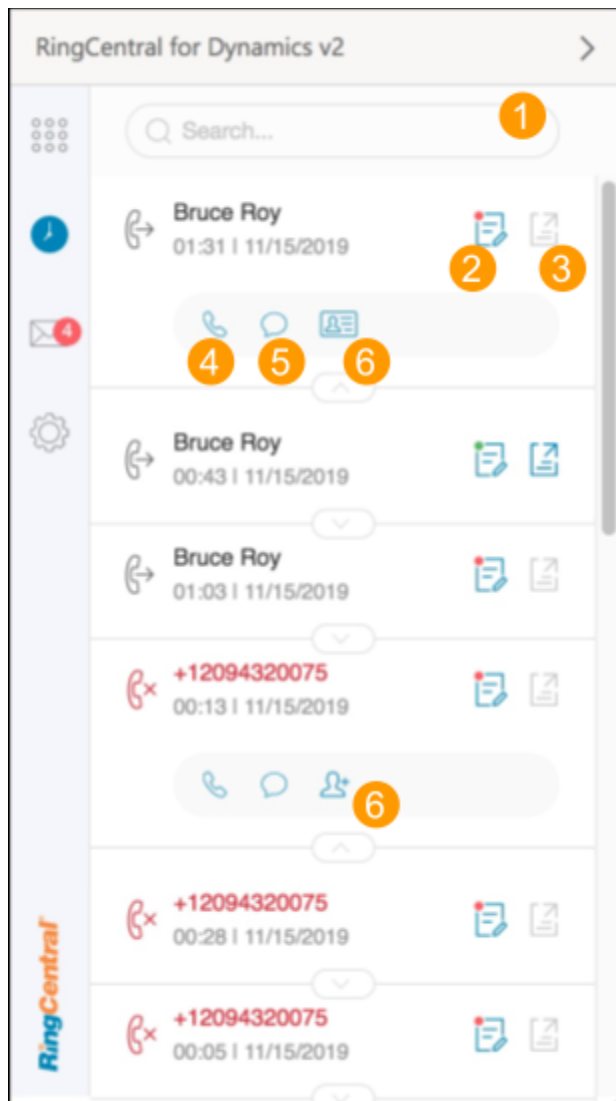 RingCentral for Dynamics v2
Search...
1
Bruce Roy
01:31 | 11/15/2019
2
3
4
4
5
6
Bruce Roy
00:43 | 11/15/2019
Bruce Roy
01:03 | 11/15/2019
+12094320075
00:13 | 11/15/2019
6
+12094320075
00:28 | 11/15/2019
+12094320075
00:05 | 11/15/2019
RingCentral